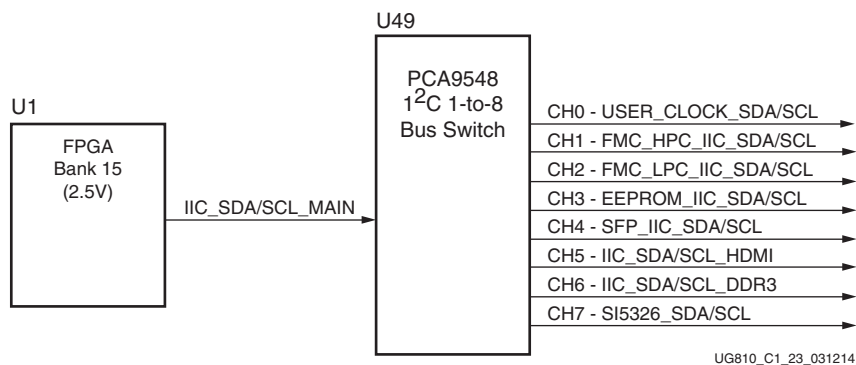 U49
PCA9548
1²C 1-to-8
Bus Switch
U1
FPGA
Bank 15
(2.5V)
IIC_SDA/SCL_MAIN
CH0 - USER_CLOCK_SDA/SCL
CH1 - FMC_HPC_IIC_SDA/SCL
CH2 - FMC_LPC_IIC_SDA/SCL
CH3 - EEPROM_IIC_SDA/SCL
CH4 - SFP_IIC_SDA/SCL
CH5 - IIC_SDA/SCL_HDMI
CH6 - IIC_SDA/SCL_DDR3
CH7 - SI5326_SDA/SCL
UG810_C1_23_031214